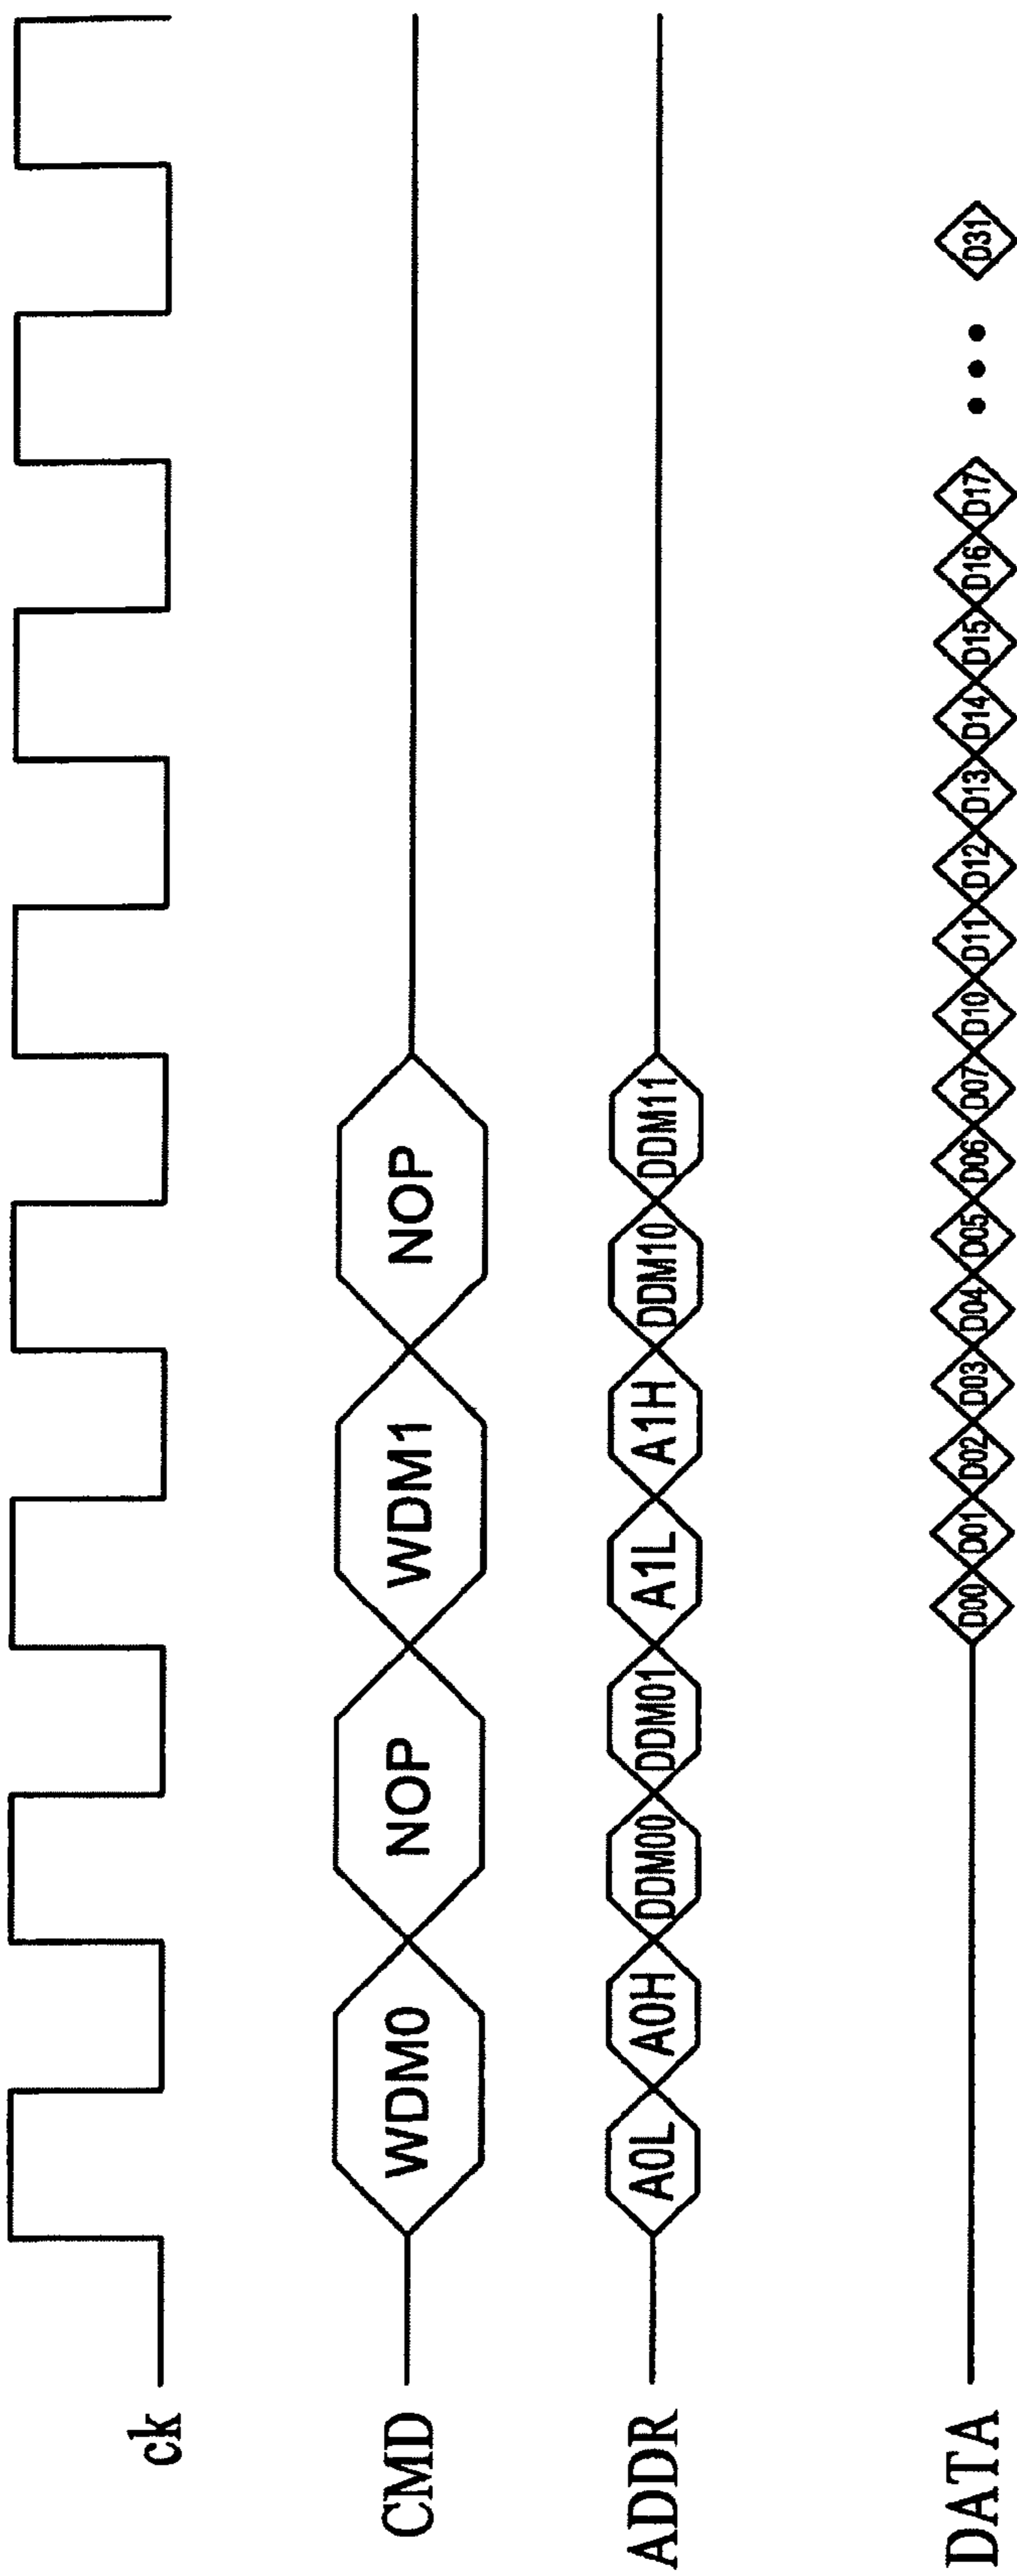 ck
CMD WDM0 NOP WDM1 NOP
ADDR A0L A0H DDM00 DDM01 A1L A1H DDM10 DDM11
DATA D00 D01 D02 D03 D04 D05 D06 D07 D10 D11 D12 D13 D14 D15 D16 D17 ••• D31